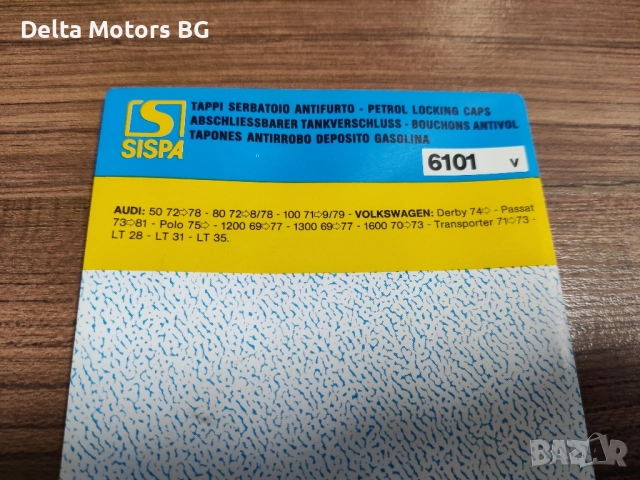 Delta Motors BG
SISPA
TAPPI SERBATOIO ANTIFURTO - PETROL LOCKING CAPS
ABSCHLIESSBARER TANKVERSCHLUSS - BOUCHONS ANTIVOL
TAPONES ANTIRROBO DEPOSITO GASOLINA
6101 v
AUDI: 50 72⇨78 - 80 72⇨8/78 - 100 71⇨9/79 - VOLKSWAGEN: Derby 74⇨ - Passat
73⇨81 - Polo 75⇨ - 1200 69⇨77 - 1300 69⇨77 - 1600 70⇨73 - Transporter 71⇨73 -
LT 28 - LT 31 - LT 35.
BAZAR